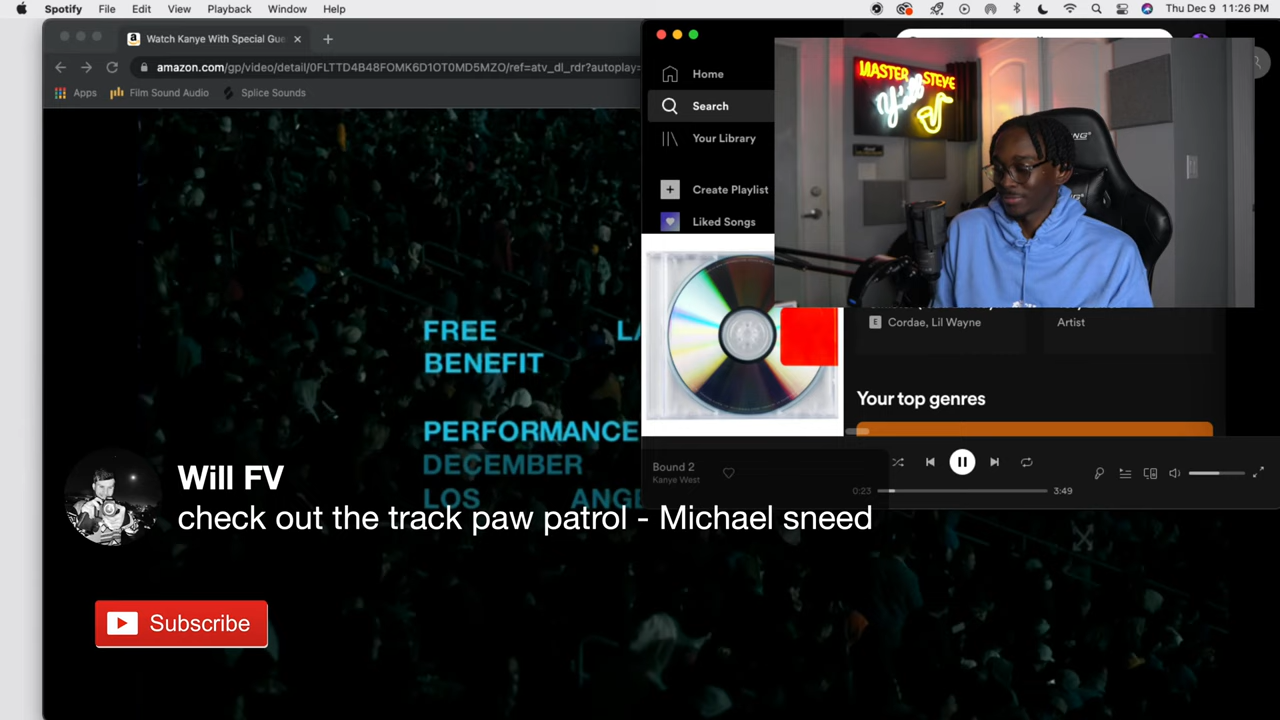 Spotify File Edit View Playback Window Help Thu Dec 9 11:26 PM
Watch Kanye With Special Gue
amazon.com/gp/video/detail/0FLTTD4B48FOMK6D1OT0MD5MZO/ref=atv_dl_rdr?autoplay=
Apps Film Sound Audio Splice Sounds
Home
Search
Your Library
Create Playlist
Liked Songs
MASTER STEVE
E Cordae, Lil Wayne
Artist
Your top genres
FREE LA
BENEFIT
PERFORMANCE
DECEMBER
LOS ANGE
Bound 2
Kanye West
0:23 3:49
Will FV
check out the track paw patrol - Michael sneed
Subscribe